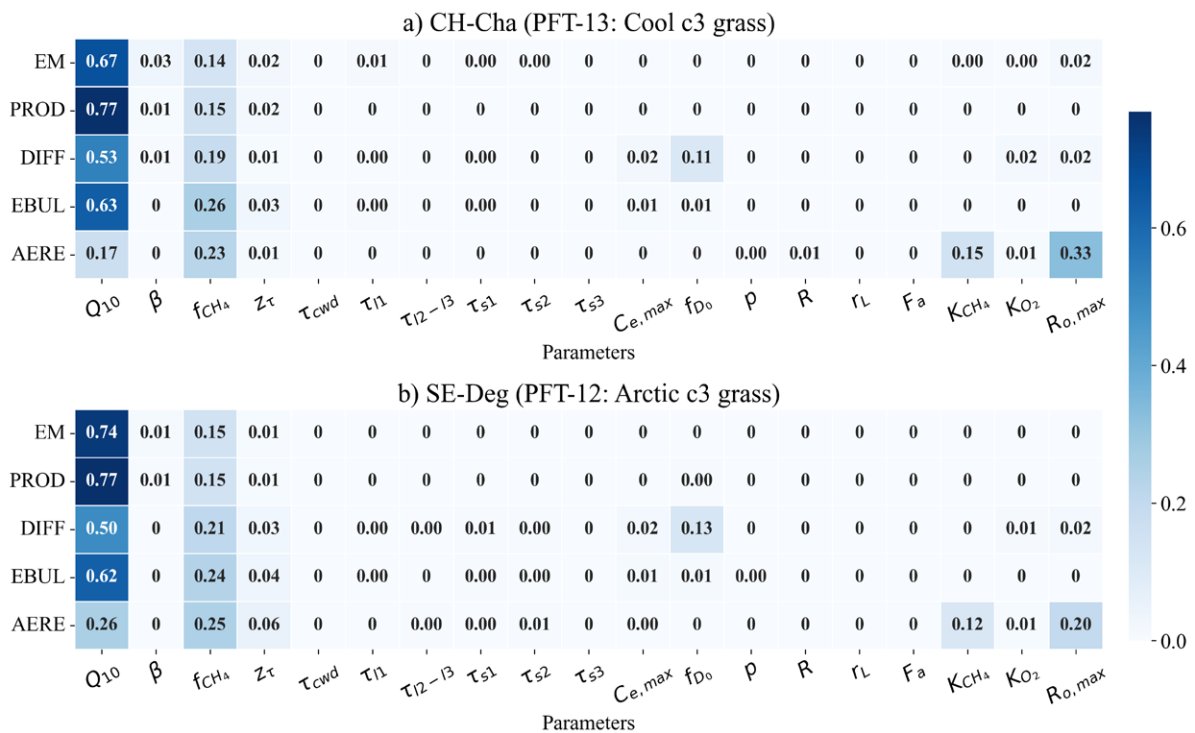 a) CH-Cha (PFT-13: Cool c3 grass)
EM 0.67 0.03 0.14 0.02 0 0.01 0 0.00 0.00 0 0 0 0 0 0 0 0.00 0.00 0.02
PROD 0.77 0.01 0.15 0.02 0 0 0 0 0 0 0 0 0 0 0 0 0 0 0
DIFF 0.53 0.01 0.19 0.01 0 0.00 0 0.00 0 0 0.02 0.11 0 0 0 0 0 0.02 0.02
EBUL 0.63 0 0.26 0.03 0 0.00 0 0.00 0 0 0.01 0.01 0 0 0 0 0 0 0
AERE 0.17 0 0.23 0.01 0 0 0 0 0 0 0 0 0.00 0.01 0 0 0.15 0.01 0.33
Q10 β fCH4 zτ τcwd τl1 τl2−l3 τs1 τs2 τs3 Ce,max fD0 p R rL Fa KCH4 KO2 Ro,max
Parameters
b) SE-Deg (PFT-12: Arctic c3 grass)
EM 0.74 0.01 0.15 0.01 0 0 0 0 0 0 0 0 0 0 0 0 0 0 0
PROD 0.77 0.01 0.15 0.01 0 0 0 0 0 0 0 0.00 0 0 0 0 0 0 0
DIFF 0.50 0 0.21 0.03 0 0.00 0.00 0.01 0.00 0 0.02 0.13 0 0 0 0 0 0.01 0.02
EBUL 0.62 0 0.24 0.04 0 0.00 0 0.00 0.00 0 0.01 0.01 0.00 0 0 0 0 0 0
AERE 0.26 0 0.25 0.06 0 0 0.00 0.00 0.01 0 0.00 0 0 0 0 0 0.12 0.01 0.20
Q10 β fCH4 zτ τcwd τl1 τl2−l3 τs1 τs2 τs3 Ce,max fD0 p R rL Fa KCH4 KO2 Ro,max
Parameters
0.6
0.4
0.2
0.0